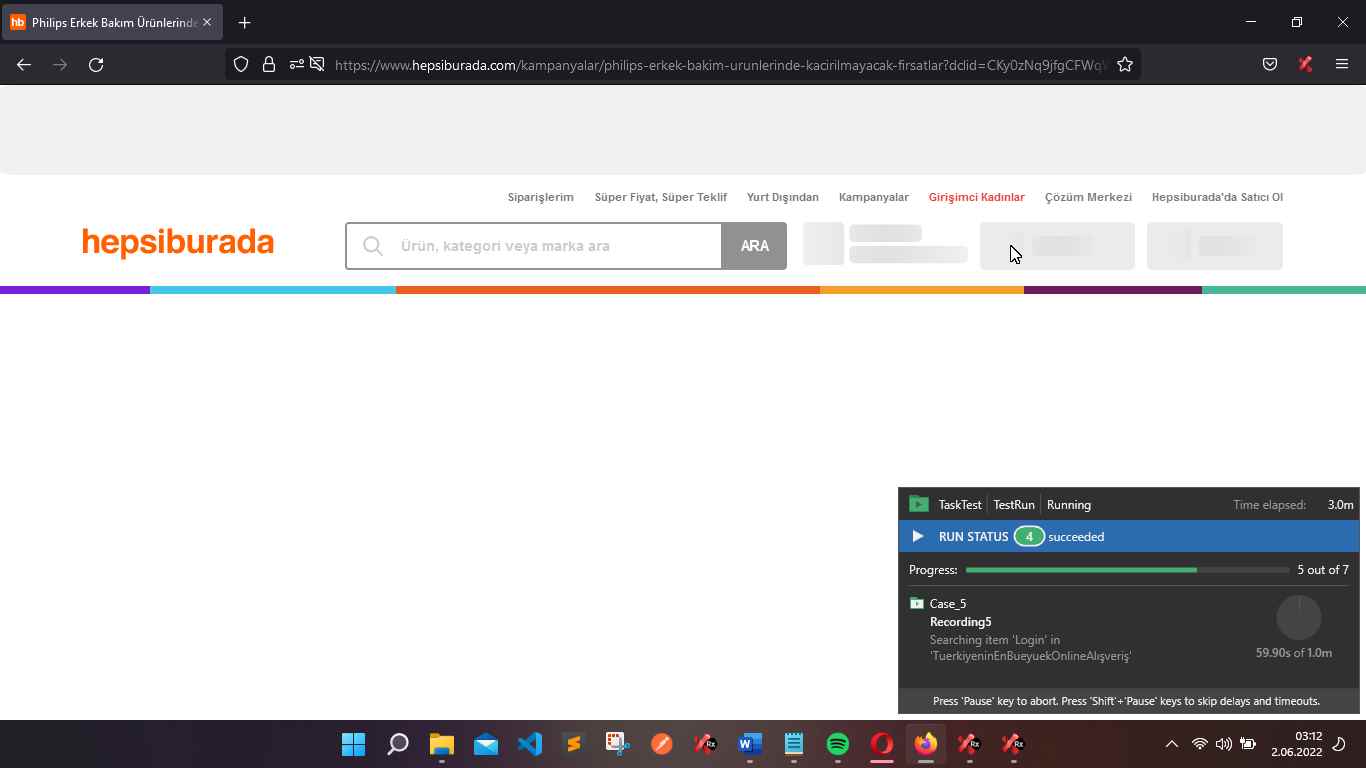 hb Philips Erkek Bakım Ürünlerinde
https://www.hepsiburada.com/kampanyalar/philips-erkek-bakim-urunlerinde-kacirilmayacak-firsatlar?dclid=CKy0zNq9jfgCFWq
Siparişlerim Süper Fiyat, Süper Teklif Yurt Dışından Kampanyalar Girişimci Kadınlar Çözüm Merkezi Hepsiburada'da Satıcı Ol
hepsiburada Ürün, kategori veya marka ara ARA
TaskTest TestRun Running Time elapsed: 3.0m
RUN STATUS 4 succeeded
Progress: 5 out of 7
Case_5
Recording5
Searching item 'Login' in
'TuerkiyeninEnBueyuekOnlineAlışveriş'
59.90s of 1.0m
Press 'Pause' key to abort. Press 'Shift'+'Pause' keys to skip delays and timeouts.
03:12
2.06.2022